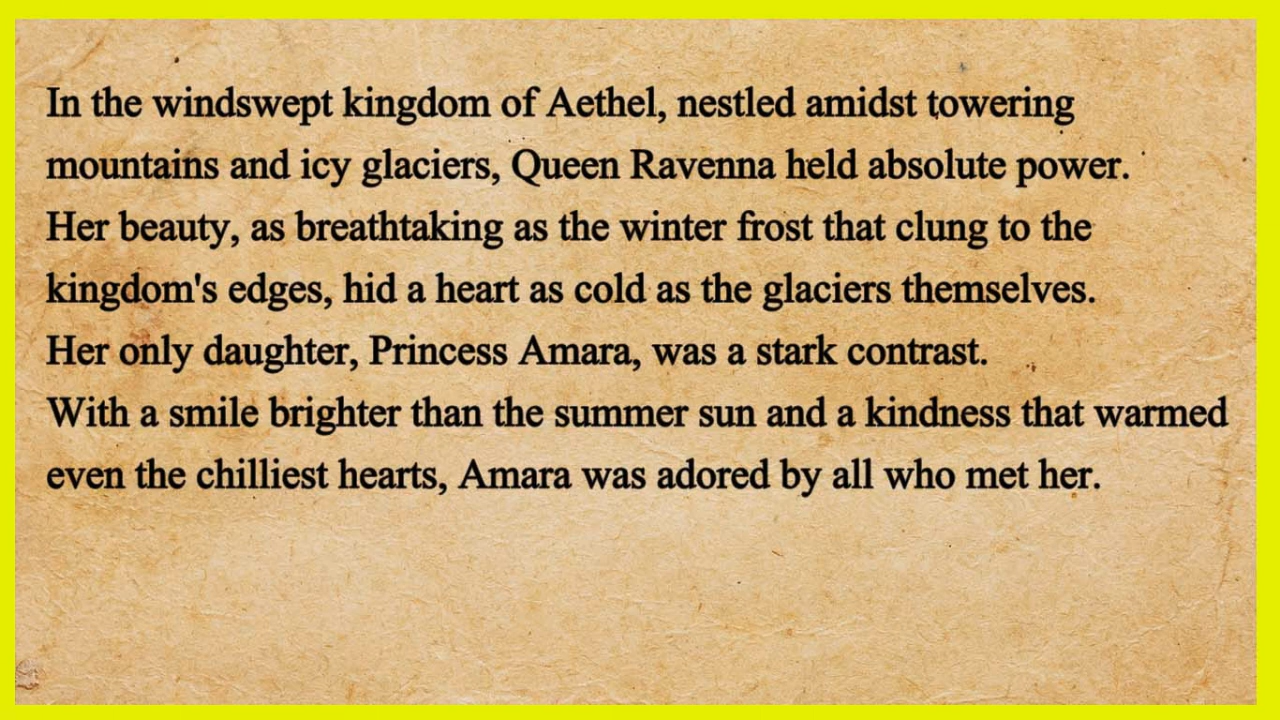 In the windswept kingdom of Aethel, nestled amidst towering
mountains and icy glaciers, Queen Ravenna held absolute power.
Her beauty, as breathtaking as the winter frost that clung to the
kingdom's edges, hid a heart as cold as the glaciers themselves.
Her only daughter, Princess Amara, was a stark contrast.
With a smile brighter than the summer sun and a kindness that warmed
even the chilliest hearts, Amara was adored by all who met her.